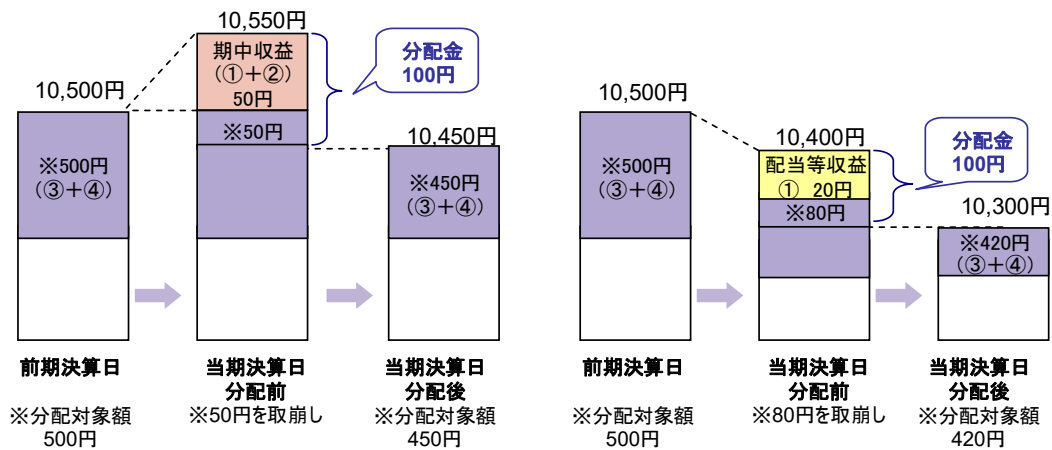 10,550円
期中収益
（①＋②）
50円
分配金
100円
10,500円
※50円
10,450円
※500円
（③＋④）
※450円
（③＋④）
前期決算日
当期決算日
分配前
当期決算日
分配後
※分配対象額
500円
※50円を取崩し
※分配対象額
450円
10,500円
10,400円
配当等収益
① 20円
分配金
100円
※500円
（③＋④）
※80円
10,300円
※420円
（③＋④）
前期決算日
当期決算日
分配前
当期決算日
分配後
※分配対象額
500円
※80円を取崩し
※分配対象額
420円